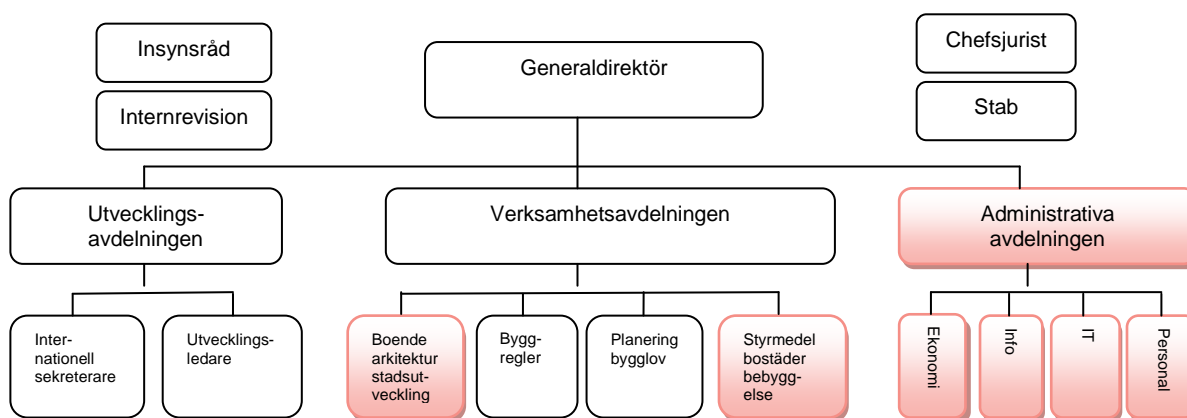 Insynsråd
Internrevision
Generaldirektör
Chefsjurist
Stab
Utvecklings-
avdelningen
Verksamhetsavdelningen
Administrativa
avdelningen
Inter-
nationell
sekreterare
Utvecklings-
ledare
Boende
arkitektur
stadsut-
veckling
Bygg-
regler
Planering
bygglov
Styrmedel
bostäder
bebygg-
else
Ekonomi
Info
IT
Personal